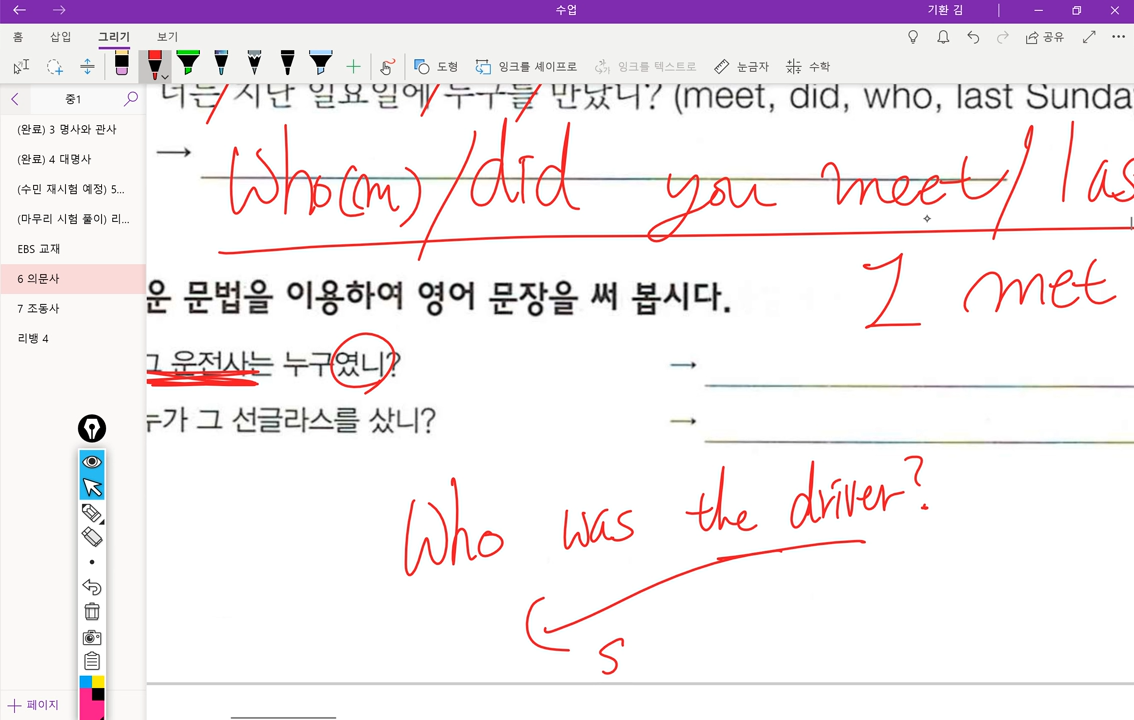 수업
기환 김
홈 삽입 그리기 보기
공유
도형 잉크를 셰이프로 잉크를 텍스트로 눈금자 수학
중1
(완료) 3 명사와 관사
(완료) 4 대명사
(수민 재시험 예정) 5...
(마무리 시험 풀이) 리...
EBS 교재
6 의문사
7 조동사
리뱅 4
페이지
너는 지난 일요일에 누구를 만났니? (meet, did, who, last Sunda
→ Who(m) / did you meet / las
I met
운 문법을 이용하여 영어 문장을 써 봅시다.
그 운전사는 누구였니? →
누가 그 선글라스를 샀니? →
Who was the driver?
S